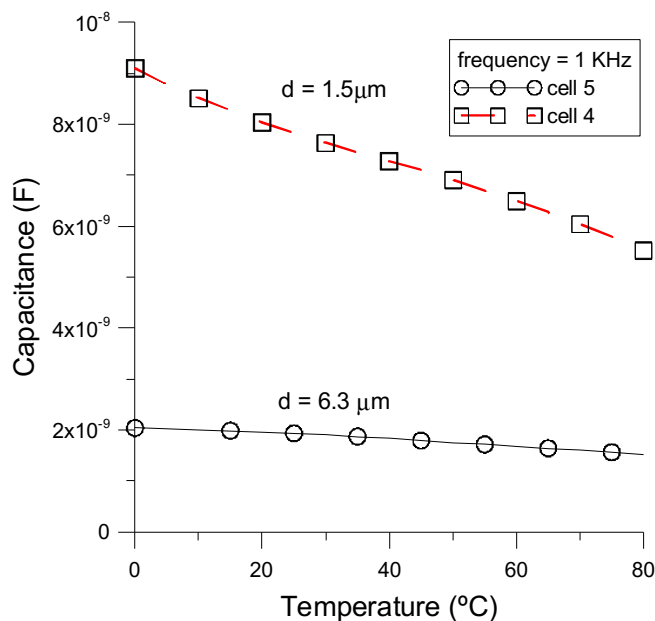 10⁻⁸
8x10⁻⁹
6x10⁻⁹
4x10⁻⁹
2x10⁻⁹
0
Capacitance (F)
d = 1.5μm
frequency = 1 KHz
cell 5
cell 4
d = 6.3 μm
0 20 40 60 80
Temperature (ºC)